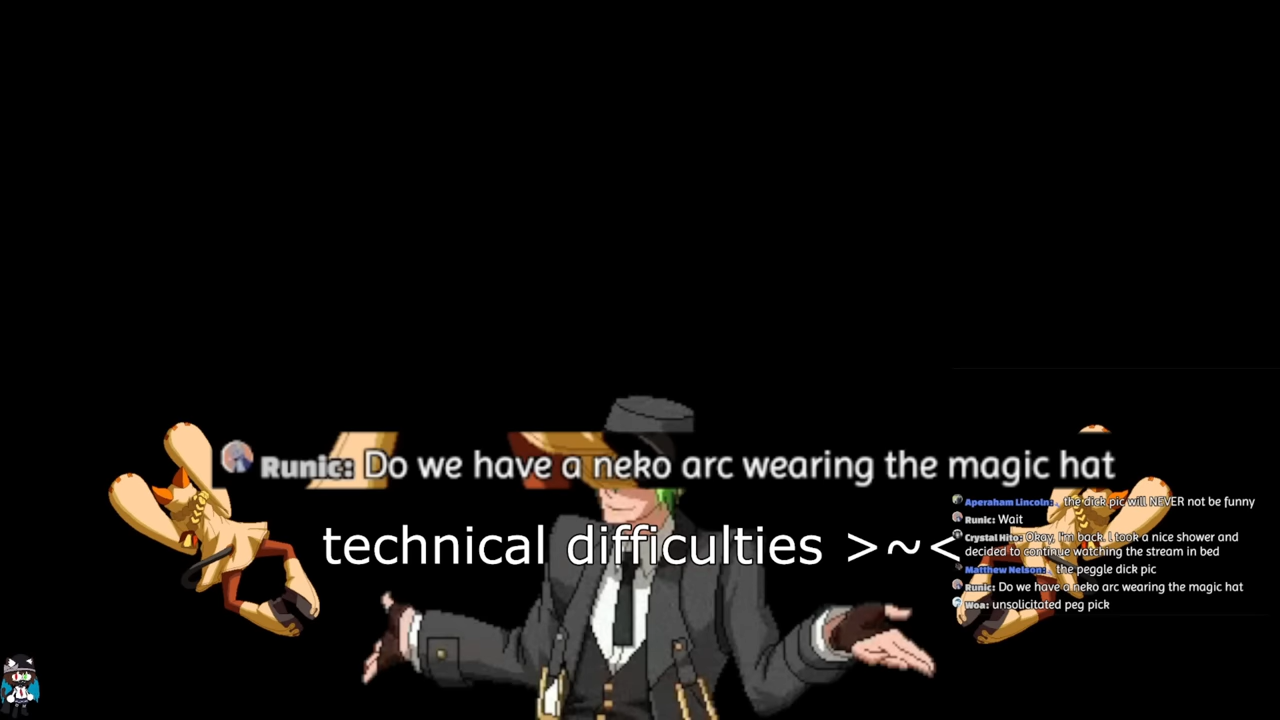 Runic: Do we have a neko arc wearing the magic hat
technical difficulties >~<
Aperaham Lincoln: the dick pic will NEVER not be funny
Runic: Wait
Crystal Hito: Okay, I'm back. I took a nice shower and
decided to continue watching the stream in bed
Matthew Nelson: the peggle dick pic
Runic: Do we have a neko arc wearing the magic hat
Woa: unsolicitated peg pick